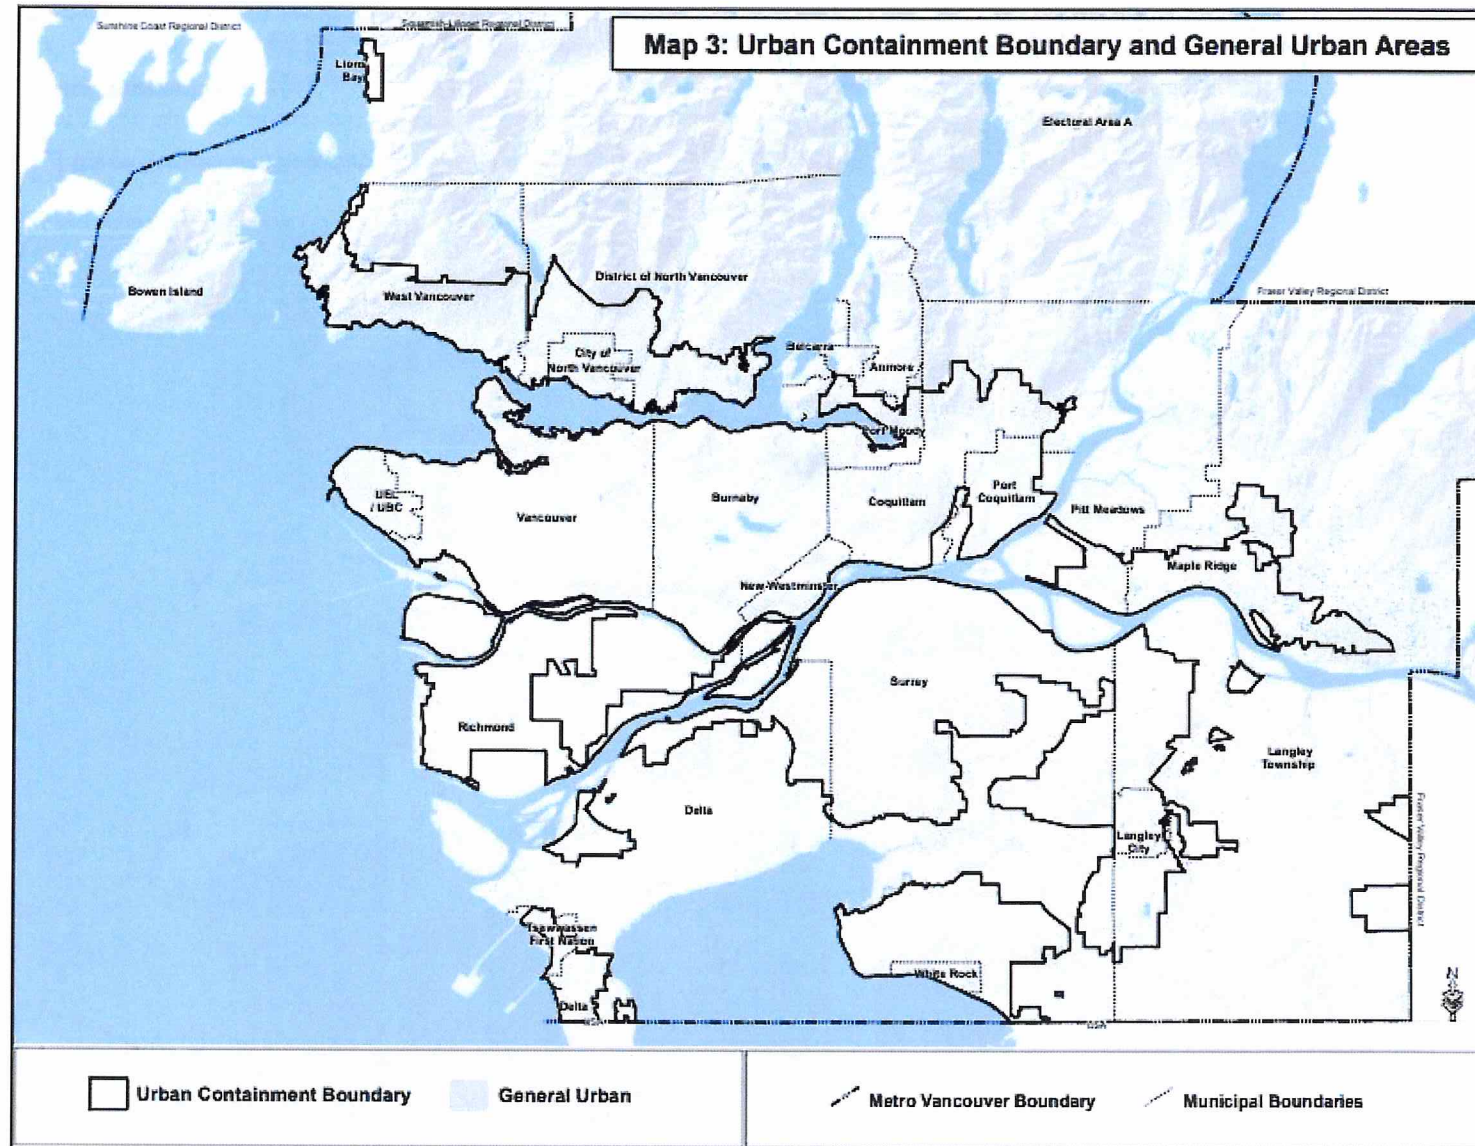 Sunshine Coast Regional District
Squamish-Lillooet Regional District
Map 3: Urban Containment Boundary and General Urban Areas
Lions
Bay
Electoral Area A
Bowen Island
West Vancouver
District of North Vancouver
Fraser Valley Regional District
City of
North Vancouver
Belcarra
Anmore
Port Moody
UEL
/ UBC
Vancouver
Burnaby
Coquitlam
Port
Coquitlam
Pitt Meadows
New Westminster
Maple Ridge
Richmond
Surrey
Delta
Langley
Township
Langley
City
Fraser Valley Regional District
Tsawwassen
First Nation
White Rock
Delta
N
Urban Containment Boundary
General Urban
Metro Vancouver Boundary
Municipal Boundaries